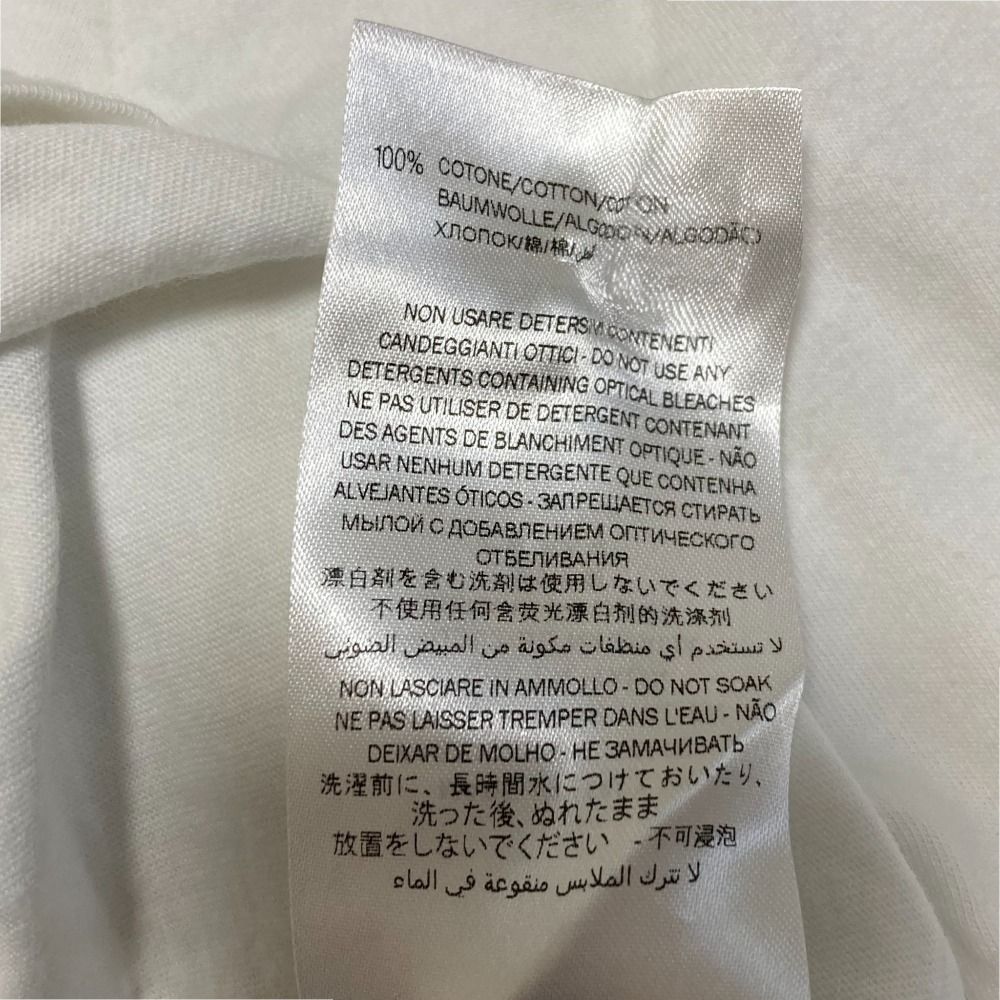 100% COTONE/COTTON/COTON
BAUMWOLLE/ALGODON/ALGODÃO
ХЛОПОК/綿/棉/
NON USARE DETERSIVI CONTENENTI
CANDEGGIANTI OTTICI - DO NOT USE ANY
DETERGENTS CONTAINING OPTICAL BLEACHES
NE PAS UTILISER DE DETERGENT CONTENANT
DES AGENTS DE BLANCHIMENT OPTIQUE - NÃO
USAR NENHUM DETERGENTE QUE CONTENHA
ALVEJANTES ÓTICOS - ЗАПРЕЩАЕТСЯ СТИРАТЬ
МЫЛОЙ С ДОБАВЛЕНИЕМ ОПТИЧЕСКОГО
ОТБЕЛИВАНИЯ
漂白剤を含む洗剤は使用しないでください
不使用任何含荧光漂白剂的洗涤剂
لا تستخدم أي منظفات مكونة من المبيض الضوئي
NON LASCIARE IN AMMOLLO - DO NOT SOAK
NE PAS LAISSER TREMPER DANS L'EAU - NÃO
DEIXAR DE MOLHO - НЕ ЗАМАЧИВАТЬ
洗濯前に、長時間水につけておいたり、
洗った後、ぬれたまま
放置をしないでください - 不可浸泡
لا تترك الملابس منقوعة في الماء